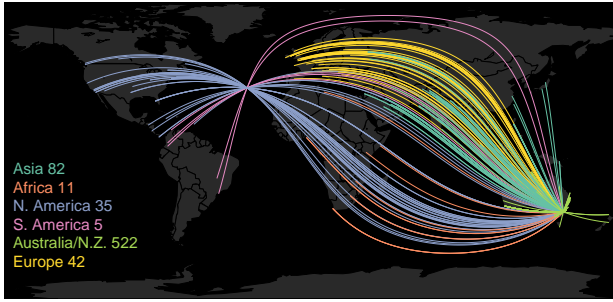 Asia 82
Africa 11
N. America 35
S. America 5
Australia/N.Z. 522
Europe 42